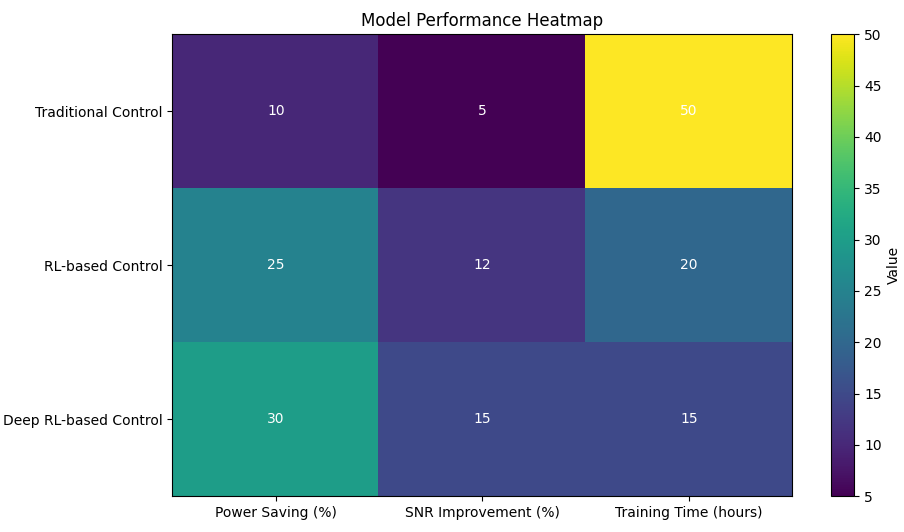 Model Performance Heatmap
Traditional Control
10
5
50
RL-based Control
25
12
20
Deep RL-based Control
30
15
15
Power Saving (%)
SNR Improvement (%)
Training Time (hours)
50
45
40
35
30
25
20
15
10
5
Value